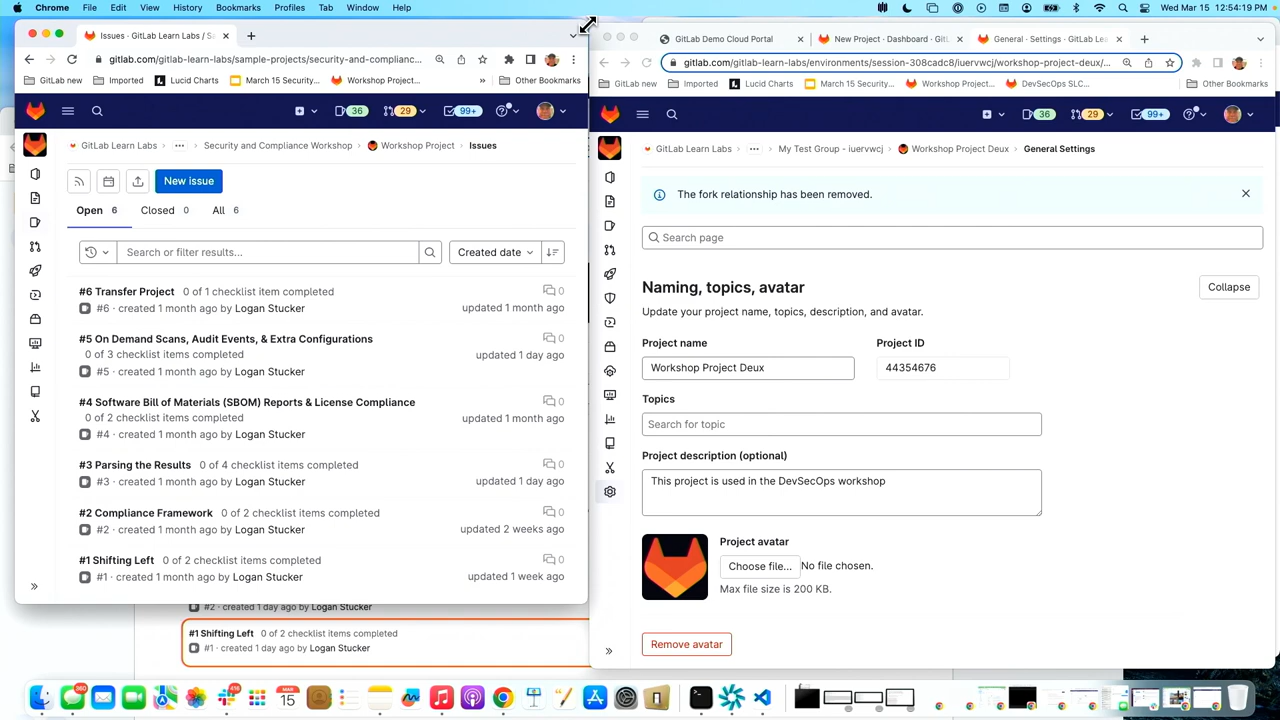 Chrome File Edit View History Bookmarks Profiles Tab Window Help
Wed Mar 15 12:54:19 PM
Issues · GitLab Learn Labs / Se
gitlab.com/gitlab-learn-labs/sample-projects/security-and-complianc...
GitLab new Imported Lucid Charts March 15 Security... Workshop Project... » Other Bookmarks
36 29 99+
GitLab Learn Labs ··· Security and Compliance Workshop Workshop Project Issues
New issue
Open 6 Closed 0 All 6
Search or filter results... Created date
#6 Transfer Project 0 of 1 checklist item completed 0
#6 · created 1 month ago by Logan Stucker updated 1 month ago
#5 On Demand Scans, Audit Events, & Extra Configurations 0
0 of 3 checklist items completed updated 1 day ago
#5 · created 1 month ago by Logan Stucker
#4 Software Bill of Materials (SBOM) Reports & License Compliance 0
0 of 2 checklist items completed updated 1 month ago
#4 · created 1 month ago by Logan Stucker
#3 Parsing the Results 0 of 4 checklist items completed 0
#3 · created 1 month ago by Logan Stucker updated 1 day ago
#2 Compliance Framework 0 of 2 checklist items completed 0
#2 · created 1 month ago by Logan Stucker updated 2 weeks ago
#1 Shifting Left 0 of 2 checklist items completed 0
#1 · created 1 month ago by Logan Stucker updated 1 week ago
#2 · created 1 day ago by Logan Stucker
#1 Shifting Left 0 of 2 checklist items completed
#1 · created 1 day ago by Logan Stucker
GitLab Demo Cloud Portal New Project · Dashboard · GitL General · Settings · GitLab Le
gitlab.com/gitlab-learn-labs/environments/session-308cadc8/iuervwcj/workshop-project-deux/...
GitLab new Imported Lucid Charts March 15 Security... Workshop Project... DevSecOps SLC... Other Bookmarks
36 29 99+
GitLab Learn Labs ··· My Test Group - iuervwcj Workshop Project Deux General Settings
The fork relationship has been removed.
Search page
Naming, topics, avatar Collapse
Update your project name, topics, description, and avatar.
Project name Project ID
Workshop Project Deux 44354676
Topics
Search for topic
Project description (optional)
This project is used in the DevSecOps workshop
Project avatar
Choose file... No file chosen.
Max file size is 200 KB.
Remove avatar
MAR
15